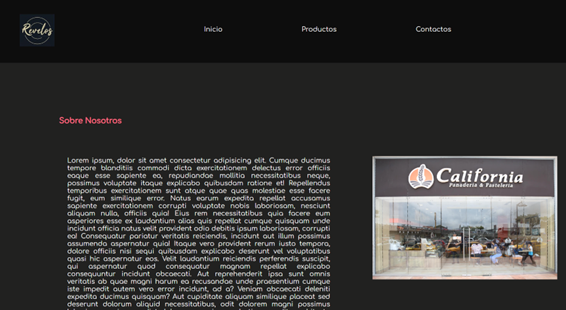 Revelos
Inicio
Productos
Contactos
Sobre Nosotros
Lorem ipsum, dolor sit amet consectetur adipisicing elit. Cumque ducimus
tempore blanditiis commodi dicta exercitationem delectus error officiis
eaque esse sapiente ea, repudiandae mollitia necessitatibus neque,
possimus voluptate itaque explicabo quibusdam ratione et! Repellendus
temporibus exercitationem sunt atque quae quas molestiae esse facere
fugit, eum similique error. Natus earum expedita repellat accusamus
sapiente exercitationem corrupti voluptate nobis laboriosam, nesciunt
aliquam nulla, officiis quia! Eius rem necessitatibus quia facere eum
asperiores esse ex laudantium alias quis repellat cumque quisquam unde
incidunt officia natus velit provident odio debitis ipsum laboriosam, corrupti
ea! Consequatur pariatur veritatis reiciendis, incidunt aut illum possimus
assumenda aspernatur quia! Itaque vero provident rerum iusto tempora,
dolore officiis nisi sequi quibusdam explicabo deserunt vel voluptatibus
quasi hic aspernatur eos. Velit laudantium reiciendis perferendis suscipit,
qui aspernatur quod consequatur magnam repellat explicabo
consequuntur incidunt obcaecati. Aut reprehenderit ipsa sunt omnis
veritatis ab quae magni harum ea recusandae unde praesentium cumque
iste impedit autem vero error incidunt, ad a? Veniam obcaecati deleniti
expedita ducimus quisquam? Aut cupiditate aliquam similique placeat sed
deserunt dolorum aliquid necessitatibus, odit dolorem magni possimus
California
Panadería & Pastelería